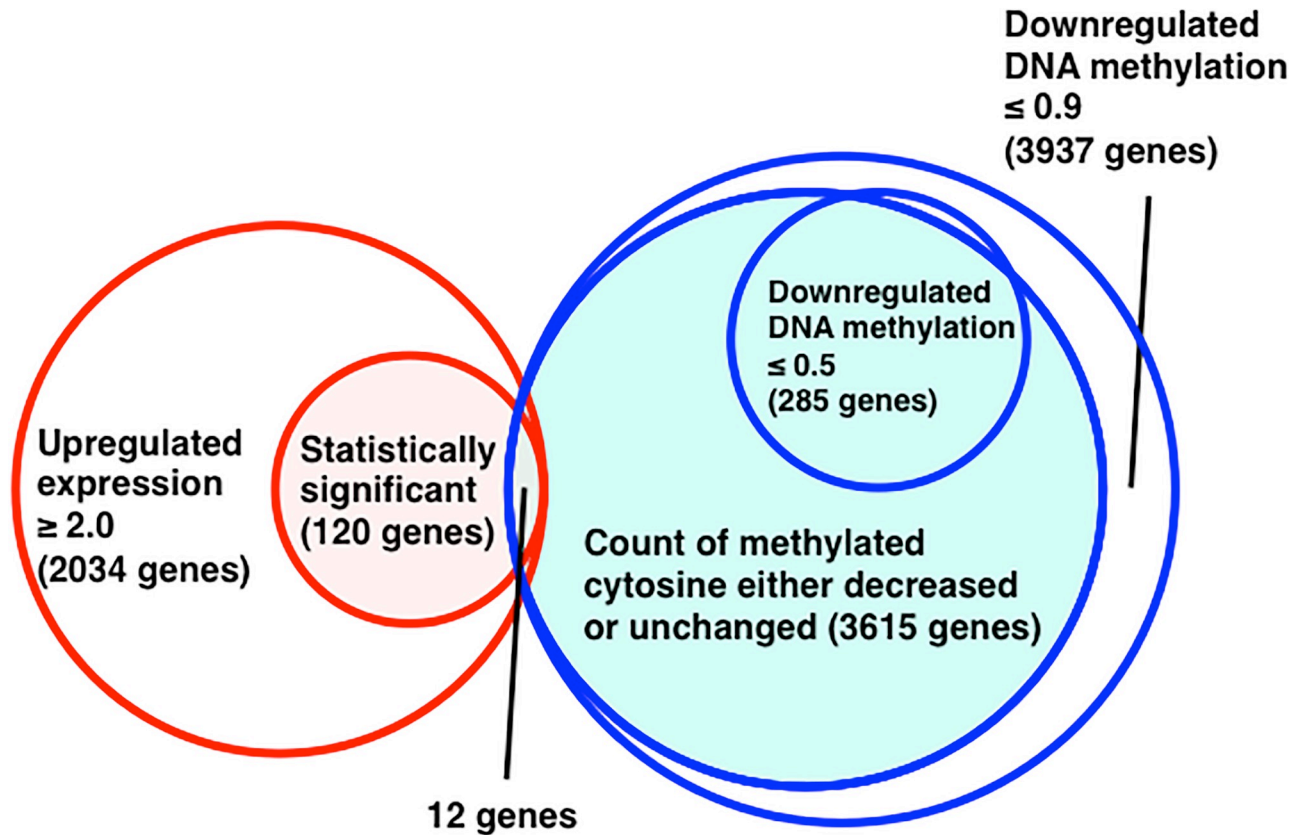 Downregulated
DNA methylation
≤ 0.9
(3937 genes)
Downregulated
DNA methylation
≤ 0.5
(285 genes)
Upregulated
expression
≥ 2.0
(2034 genes)
Statistically
significant
(120 genes)
Count of methylated
cytosine either decreased
or unchanged (3615 genes)
12 genes